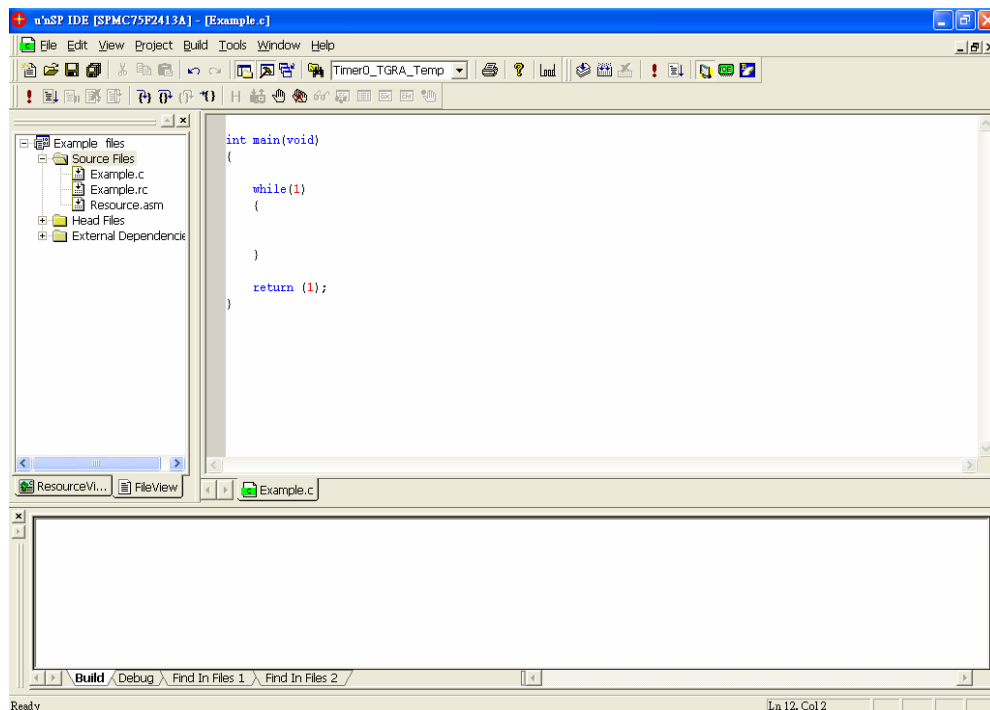 u'nSP IDE [SPMC75F2413A] - [Example.c]
File Edit View Project Build Tools Window Help
Timer0_TGRA_Temp
Load
Example files
Source Files
Example.c
Example.rc
Resource.asm
Head Files
External Dependencie
int main(void)
{
while(1)
{
}
return (1);
}
ResourceVi... FileView
Example.c
Build Debug Find In Files 1 Find In Files 2
Ready Ln 12, Col 2